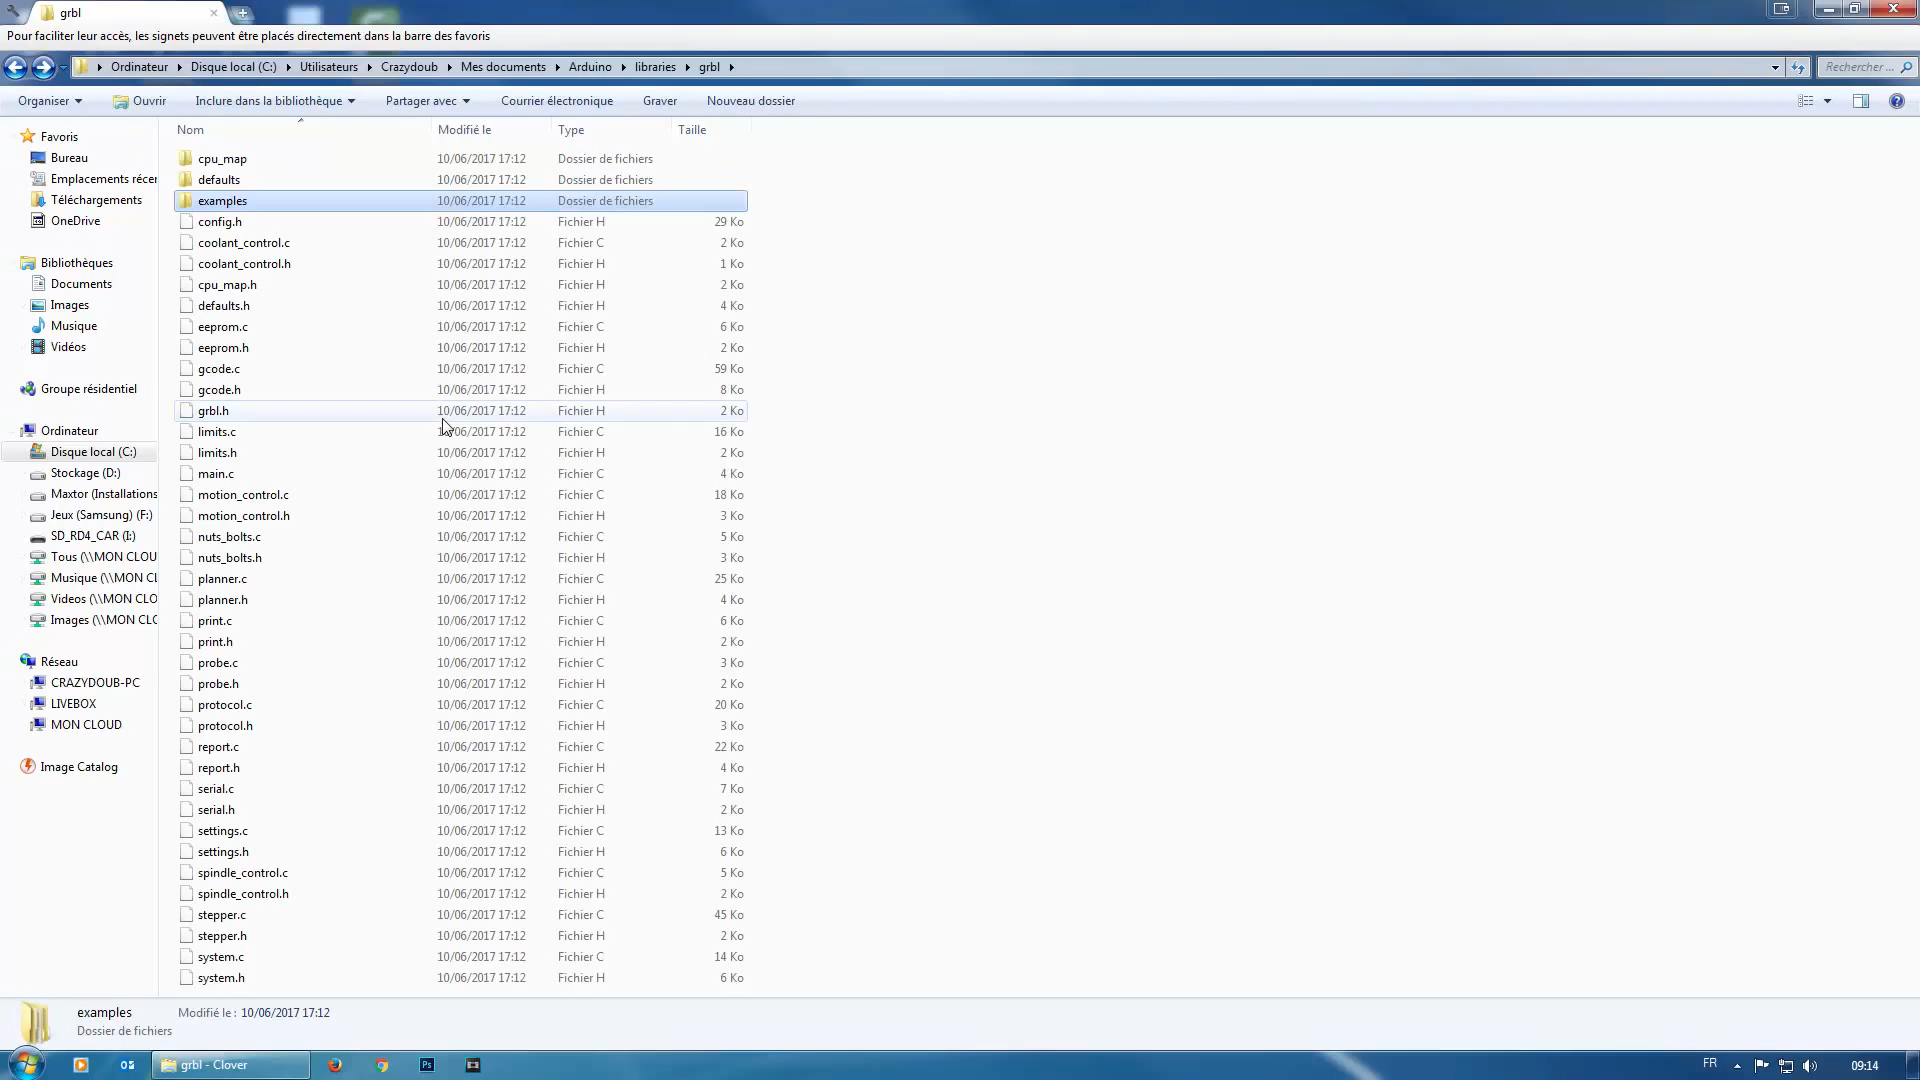 grbl
Pour faciliter leur accès, les signets peuvent être placés directement dans la barre des favoris
Ordinateur Disque local (C:) Utilisateurs Crazydoub Mes documents Arduino libraries grbl
Rechercher ...
Organiser Ouvrir Inclure dans la bibliothèque Partager avec Courrier électronique Graver Nouveau dossier
Favoris
Bureau
Emplacements récer
Téléchargements
OneDrive
Bibliothèques
Documents
Images
Musique
Vidéos
Groupe résidentiel
Ordinateur
Disque local (C:)
Stockage (D:)
Maxtor (Installations
Jeux (Samsung) (F:)
SD_RD4_CAR (I:)
Tous (\\MON CLOU
Musique (\\MON CL
Videos (\\MON CLO
Images (\\MON CLO
Réseau
CRAZYDOUB-PC
LIVEBOX
MON CLOUD
Image Catalog
Nom Modifié le Type Taille
cpu_map 10/06/2017 17:12 Dossier de fichiers
defaults 10/06/2017 17:12 Dossier de fichiers
examples 10/06/2017 17:12 Dossier de fichiers
config.h 10/06/2017 17:12 Fichier H 29 Ko
coolant_control.c 10/06/2017 17:12 Fichier C 2 Ko
coolant_control.h 10/06/2017 17:12 Fichier H 1 Ko
cpu_map.h 10/06/2017 17:12 Fichier H 2 Ko
defaults.h 10/06/2017 17:12 Fichier H 4 Ko
eeprom.c 10/06/2017 17:12 Fichier C 6 Ko
eeprom.h 10/06/2017 17:12 Fichier H 2 Ko
gcode.c 10/06/2017 17:12 Fichier C 59 Ko
gcode.h 10/06/2017 17:12 Fichier H 8 Ko
grbl.h 10/06/2017 17:12 Fichier H 2 Ko
limits.c 10/06/2017 17:12 Fichier C 16 Ko
limits.h 10/06/2017 17:12 Fichier H 2 Ko
main.c 10/06/2017 17:12 Fichier C 4 Ko
motion_control.c 10/06/2017 17:12 Fichier C 18 Ko
motion_control.h 10/06/2017 17:12 Fichier H 3 Ko
nuts_bolts.c 10/06/2017 17:12 Fichier C 5 Ko
nuts_bolts.h 10/06/2017 17:12 Fichier H 3 Ko
planner.c 10/06/2017 17:12 Fichier C 25 Ko
planner.h 10/06/2017 17:12 Fichier H 4 Ko
print.c 10/06/2017 17:12 Fichier C 6 Ko
print.h 10/06/2017 17:12 Fichier H 2 Ko
probe.c 10/06/2017 17:12 Fichier C 3 Ko
probe.h 10/06/2017 17:12 Fichier H 2 Ko
protocol.c 10/06/2017 17:12 Fichier C 20 Ko
protocol.h 10/06/2017 17:12 Fichier H 3 Ko
report.c 10/06/2017 17:12 Fichier C 22 Ko
report.h 10/06/2017 17:12 Fichier H 4 Ko
serial.c 10/06/2017 17:12 Fichier C 7 Ko
serial.h 10/06/2017 17:12 Fichier H 2 Ko
settings.c 10/06/2017 17:12 Fichier C 13 Ko
settings.h 10/06/2017 17:12 Fichier H 6 Ko
spindle_control.c 10/06/2017 17:12 Fichier C 5 Ko
spindle_control.h 10/06/2017 17:12 Fichier H 2 Ko
stepper.c 10/06/2017 17:12 Fichier C 45 Ko
stepper.h 10/06/2017 17:12 Fichier H 2 Ko
system.c 10/06/2017 17:12 Fichier C 14 Ko
system.h 10/06/2017 17:12 Fichier H 6 Ko
examples Modifié le : 10/06/2017 17:12
Dossier de fichiers
grbl - Clover
Ps
FR
09:14